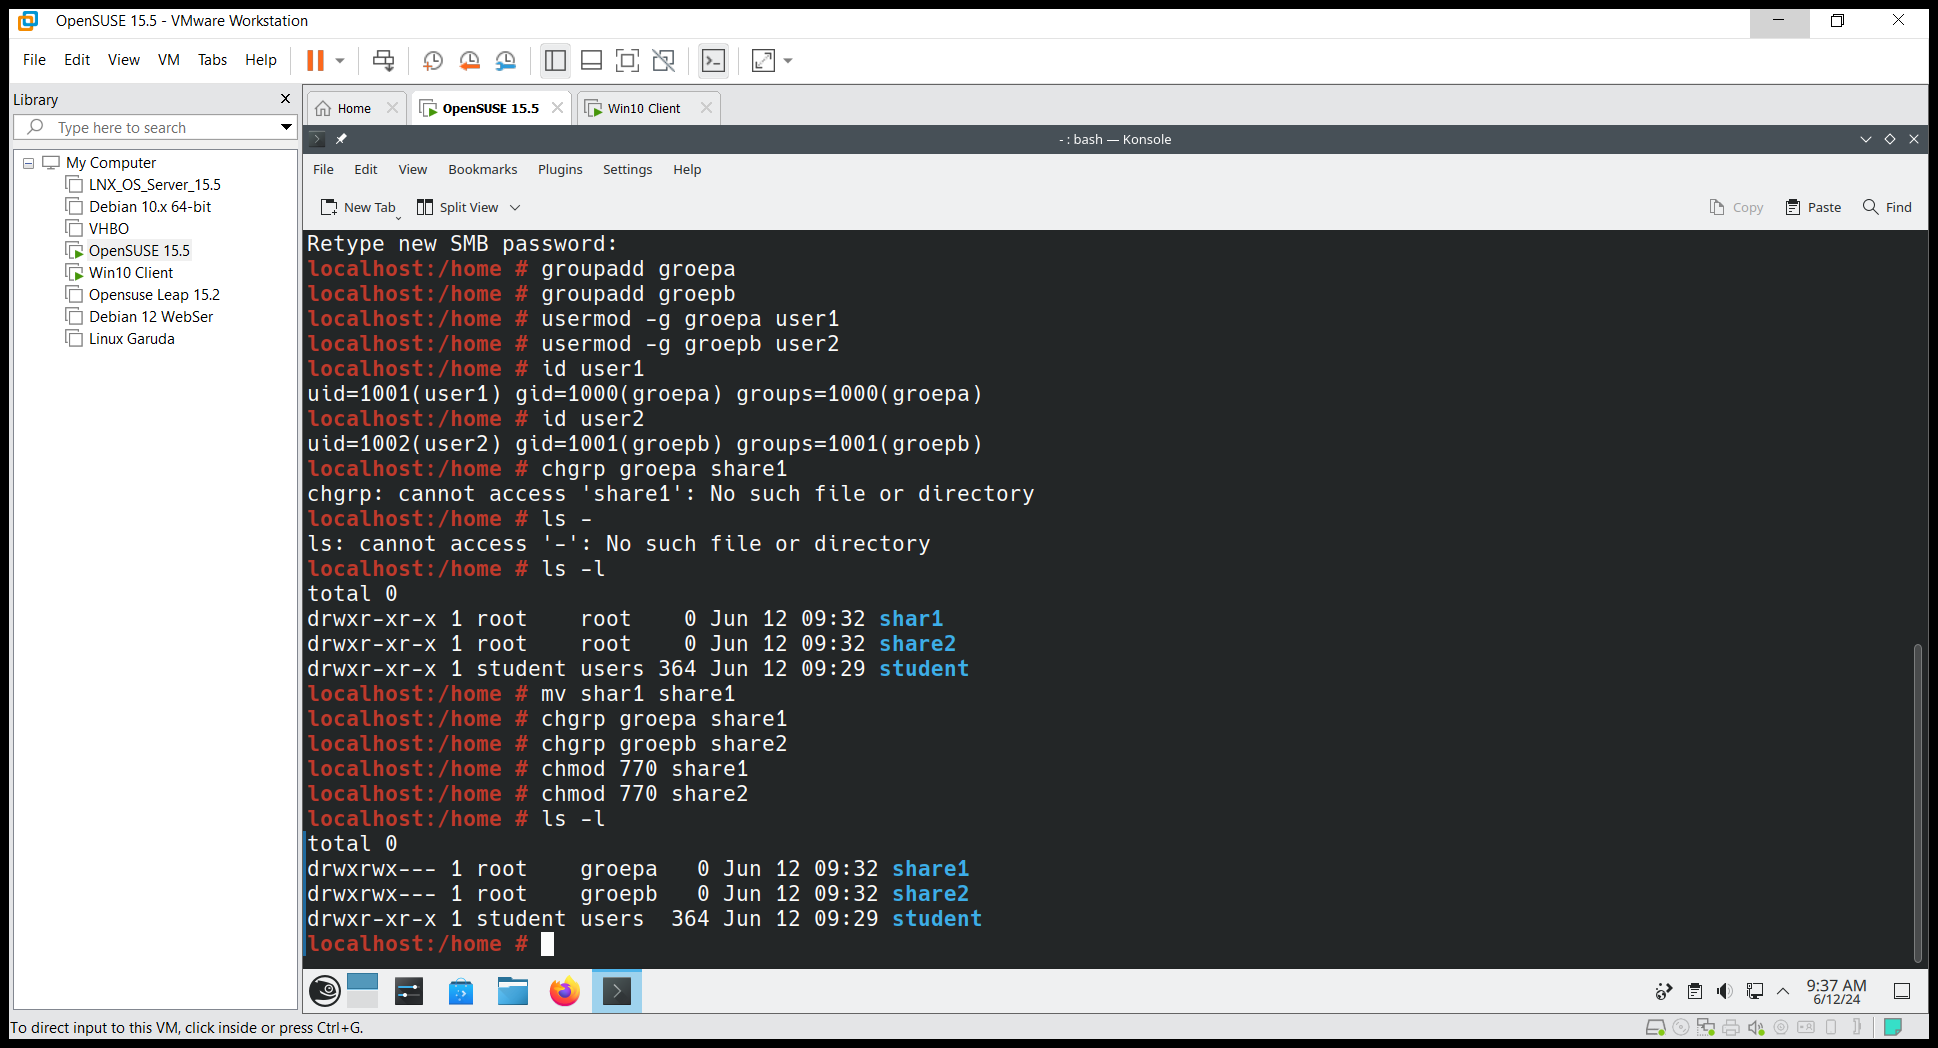 OpenSUSE 15.5 - VMware Workstation
File Edit View VM Tabs Help
Library
Type here to search
My Computer
LNX_OS_Server_15.5
Debian 10.x 64-bit
VHBO
OpenSUSE 15.5
Win10 Client
Opensuse Leap 15.2
Debian 12 WebSer
Linux Garuda
Home OpenSUSE 15.5 Win10 Client
- : bash — Konsole
File Edit View Bookmarks Plugins Settings Help
New Tab Split View Copy Paste Find
Retype new SMB password:
localhost:/home # groupadd groepa
localhost:/home # groupadd groepb
localhost:/home # usermod -g groepa user1
localhost:/home # usermod -g groepb user2
localhost:/home # id user1
uid=1001(user1) gid=1000(groepa) groups=1000(groepa)
localhost:/home # id user2
uid=1002(user2) gid=1001(groepb) groups=1001(groepb)
localhost:/home # chgrp groepa share1
chgrp: cannot access 'share1': No such file or directory
localhost:/home # ls -
ls: cannot access '-': No such file or directory
localhost:/home # ls -l
total 0
drwxr-xr-x 1 root    root    0 Jun 12 09:32 shar1
drwxr-xr-x 1 root    root    0 Jun 12 09:32 share2
drwxr-xr-x 1 student users 364 Jun 12 09:29 student
localhost:/home # mv shar1 share1
localhost:/home # chgrp groepa share1
localhost:/home # chgrp groepb share2
localhost:/home # chmod 770 share1
localhost:/home # chmod 770 share2
localhost:/home # ls -l
total 0
drwxrwx--- 1 root    groepa   0 Jun 12 09:32 share1
drwxrwx--- 1 root    groepb   0 Jun 12 09:32 share2
drwxr-xr-x 1 student users  364 Jun 12 09:29 student
localhost:/home #
9:37 AM
6/12/24
To direct input to this VM, click inside or press Ctrl+G.